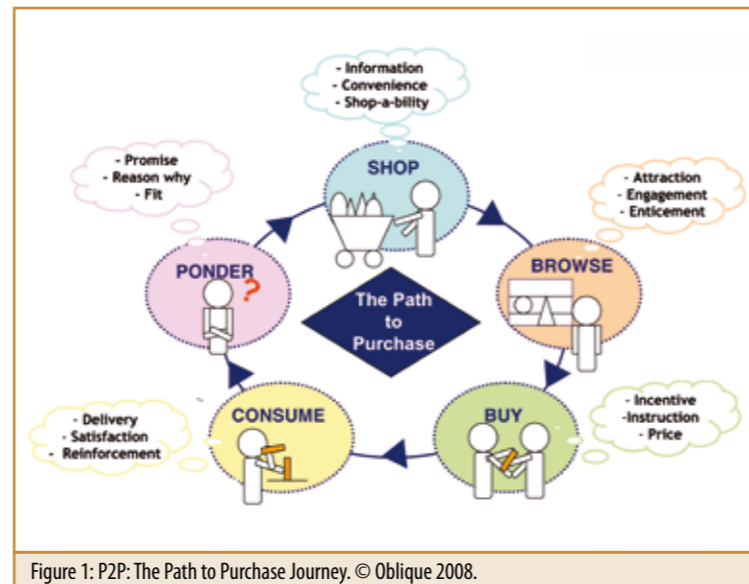 - Information
- Convenience
- Shop-a-bility
SHOP
- Promise
- Reason why
- Fit
PONDER
?
- Attraction
- Engagement
- Enticement
BROWSE
The Path
to
Purchase
- Delivery
- Satisfaction
- Reinforcement
CONSUME
BUY
- Incentive
-Instruction
- Price
Figure 1: P2P: The Path to Purchase Journey. © Oblique 2008.